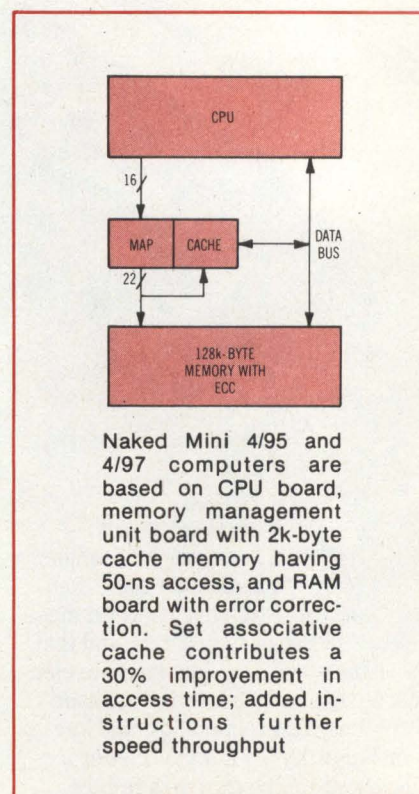 CPU
16
MAP
CACHE
DATA
BUS
22
128k-BYTE
MEMORY WITH
ECC
Naked Mini 4/95 and
4/97 computers are
based on CPU board,
memory management
unit board with 2k-byte
cache memory having
50-ns access, and RAM
board with error correc-
tion. Set associative
cache contributes a
30% improvement in
access time; added in-
structions further
speed throughput